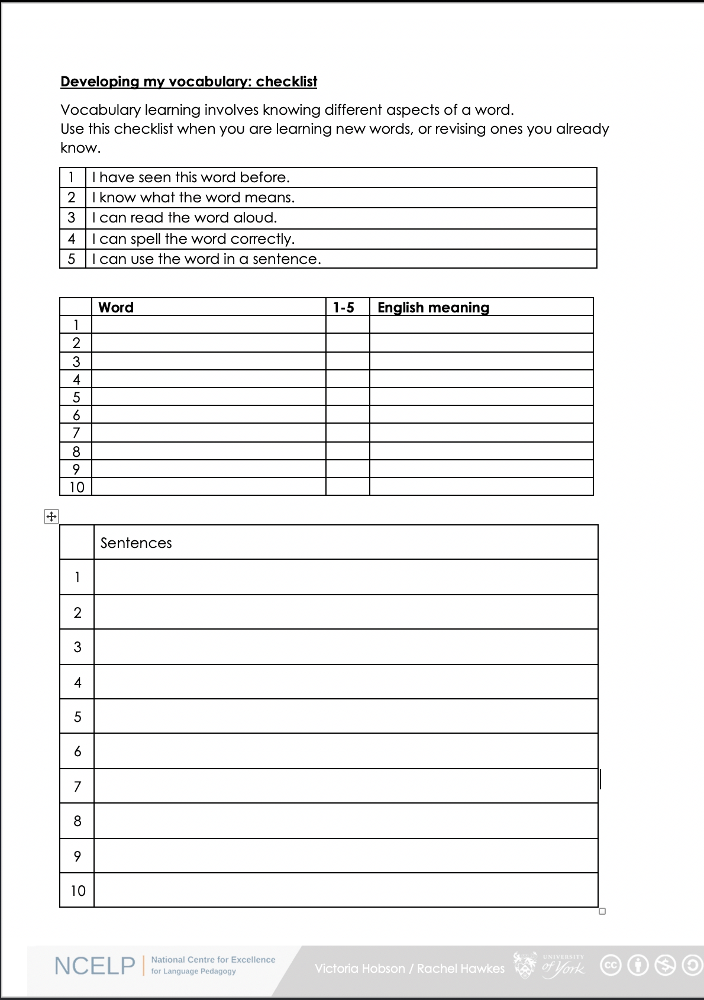 Developing my vocabulary: checklist
Vocabulary learning involves knowing different aspects of a word.
Use this checklist when you are learning new words, or revising ones you already
know.
1 I have seen this word before.
2 I know what the word means.
3 I can read the word aloud.
4 I can spell the word correctly.
5 I can use the word in a sentence.
Word 1-5 English meaning
1
2
3
4
5
6
7
8
9
10
Sentences
1
2
3
4
5
6
7
8
9
10
NCELP National Centre for Excellence
for Language Pedagogy
Victoria Hobson / Rachel Hawkes
UNIVERSITY
of York
cc